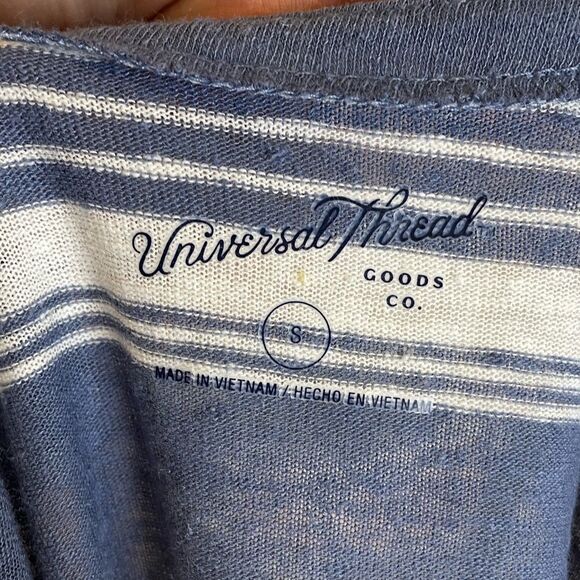 Universal Thread
GOODS
CO.
S
MADE IN VIETNAM / HECHO EN VIETNAM